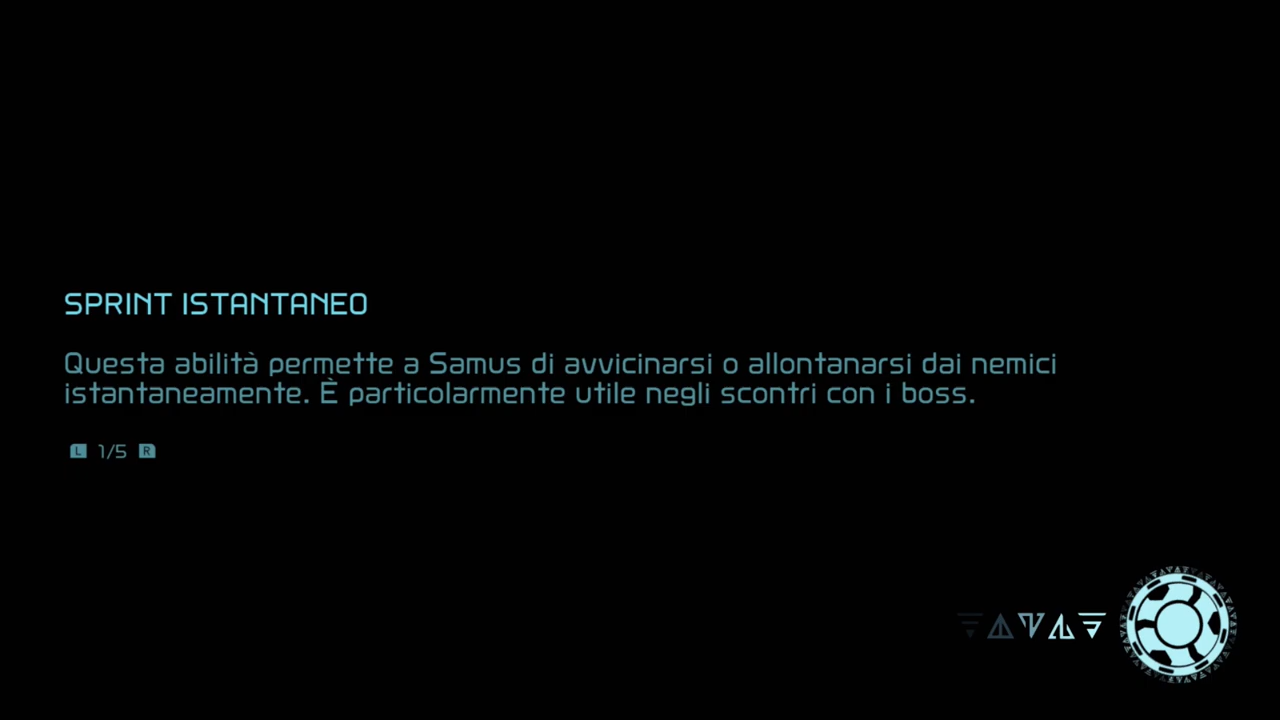 SPRINT ISTANTANEO
Questa abilità permette a Samus di avvicinarsi o allontanarsi dai nemici
istantaneamente. È particolarmente utile negli scontri con i boss.
L 1/5 R